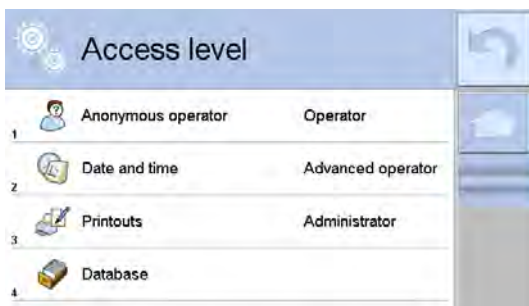 Access level
1 Anonymous operator Operator
2 Date and time Advanced operator
3 Printouts Administrator
4 Database